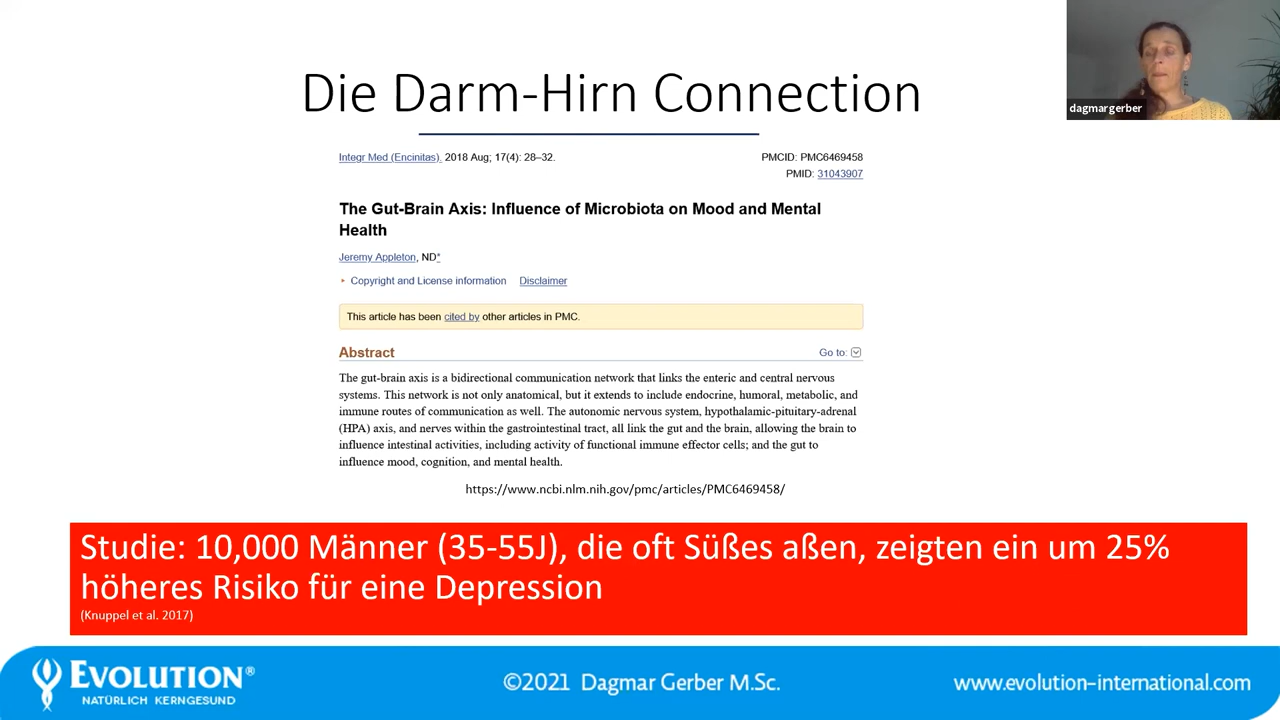 Die Darm-Hirn Connection
dagmargerber
Integr Med (Encinitas). 2018 Aug; 17(4): 28–32.
PMCID: PMC6469458
PMID: 31043907
The Gut-Brain Axis: Influence of Microbiota on Mood and Mental
Health
Jeremy Appleton, ND*
Copyright and License information Disclaimer
This article has been cited by other articles in PMC.
Abstract
Go to:
The gut-brain axis is a bidirectional communication network that links the enteric and central nervous
systems. This network is not only anatomical, but it extends to include endocrine, humoral, metabolic, and
immune routes of communication as well. The autonomic nervous system, hypothalamic-pituitary-adrenal
(HPA) axis, and nerves within the gastrointestinal tract, all link the gut and the brain, allowing the brain to
influence intestinal activities, including activity of functional immune effector cells; and the gut to
influence mood, cognition, and mental health.
https://www.ncbi.nlm.nih.gov/pmc/articles/PMC6469458/
Studie: 10,000 Männer (35-55J), die oft Süßes aßen, zeigten ein um 25%
höheres Risiko für eine Depression
(Knuppel et al. 2017)
EVOLUTION®
NATÜRLICH KERNGESUND
©2021 Dagmar Gerber M.Sc.
www.evolution-international.com